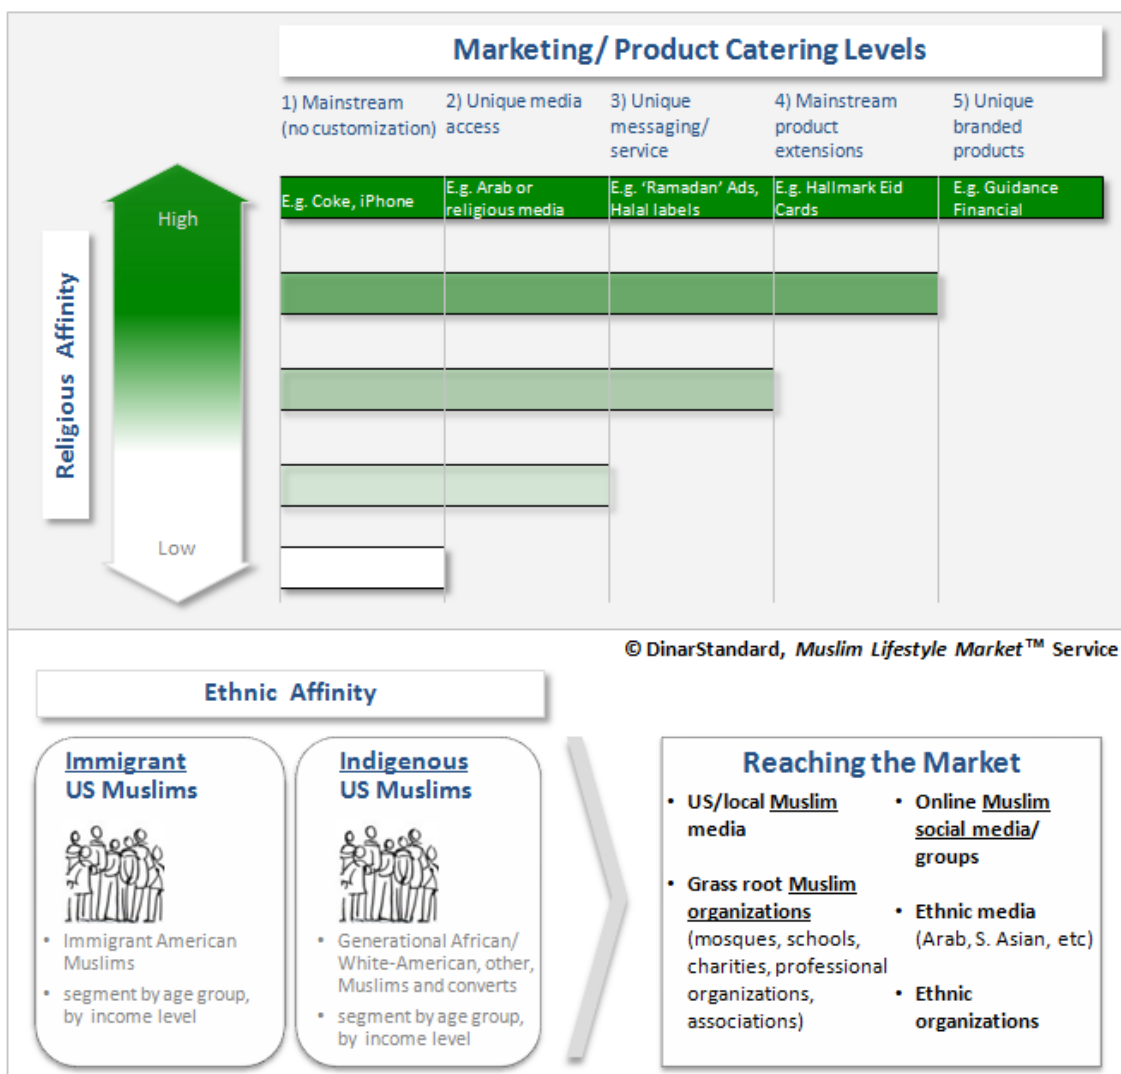 Marketing/ Product Catering Levels
1) Mainstream
(no customization)
2) Unique media
access
3) Unique
messaging/
service
4) Mainstream
product
extensions
5) Unique
branded
products
High
E.g. Coke, iPhone
E.g. Arab or
religious media
E.g. ‘Ramadan’ Ads,
Halal labels
E.g. Hallmark Eid
Cards
E.g. Guidance
Financial
Religious Affinity
Low
© DinarStandard, Muslim Lifestyle Market™ Service
Ethnic Affinity
Immigrant
US Muslims
• Immigrant American
Muslims
• segment by age group,
by income level
Indigenous
US Muslims
• Generational African/
White-American, other,
Muslims and converts
• segment by age group,
by income level
Reaching the Market
• US/local Muslim
media
• Grass root Muslim
organizations
(mosques, schools,
charities, professional
organizations,
associations)
• Online Muslim
social media/
groups
• Ethnic media
(Arab, S. Asian, etc)
• Ethnic
organizations